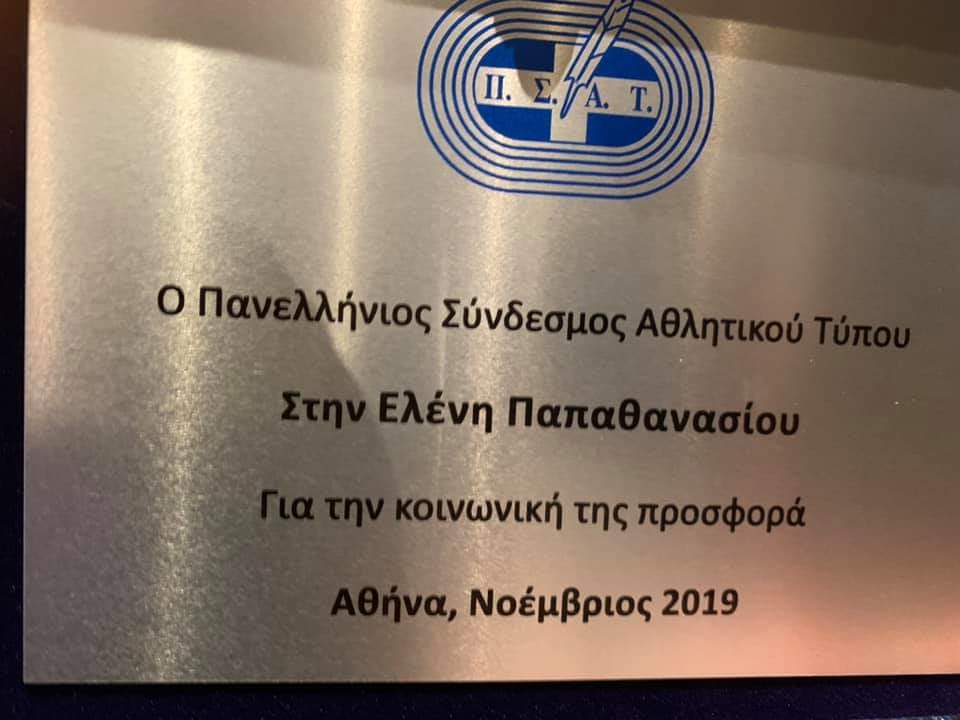 Π. Σ. Α. Τ.
Ο Πανελλήνιος Σύνδεσμος Αθλητικού Τύπου
Στην Ελένη Παπαθανασίου
Για την κοινωνική της προσφορά
Αθήνα, Νοέμβριος 2019